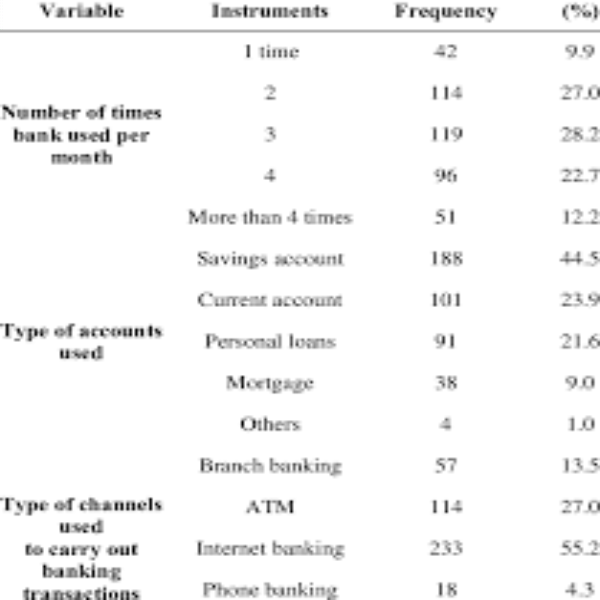 Variable Instruments Frequency (%)
1 time 42 9.9
2 114 27.0
Number of times
bank used per
month
3 119 28.2
4 96 22.7
More than 4 times 51 12.2
Savings account 188 44.5
Current account 101 23.9
Type of accounts
used
Personal loans 91 21.6
Mortgage 38 9.0
Others 4 1.0
Branch banking 57 13.5
Type of channels
used
to carry out
banking
transactions
ATM 114 27.0
Internet banking 233 55.2
Phone banking 18 4.3